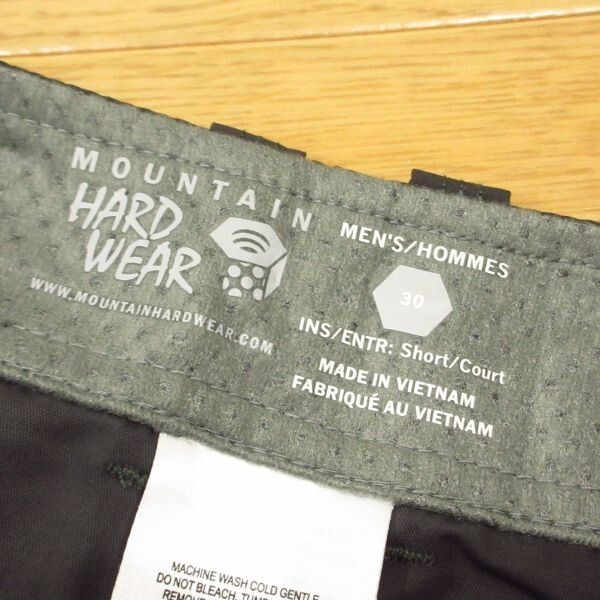 MOUNTAIN
HARD
WEAR
WWW.MOUNTAINHARDWEAR.COM
MEN'S/HOMMES
30
INS/ENTR: Short/Court
MADE IN VIETNAM
FABRIQUÉ AU VIETNAM
MACHINE WASH COLD GENTLE
DO NOT BLEACH.